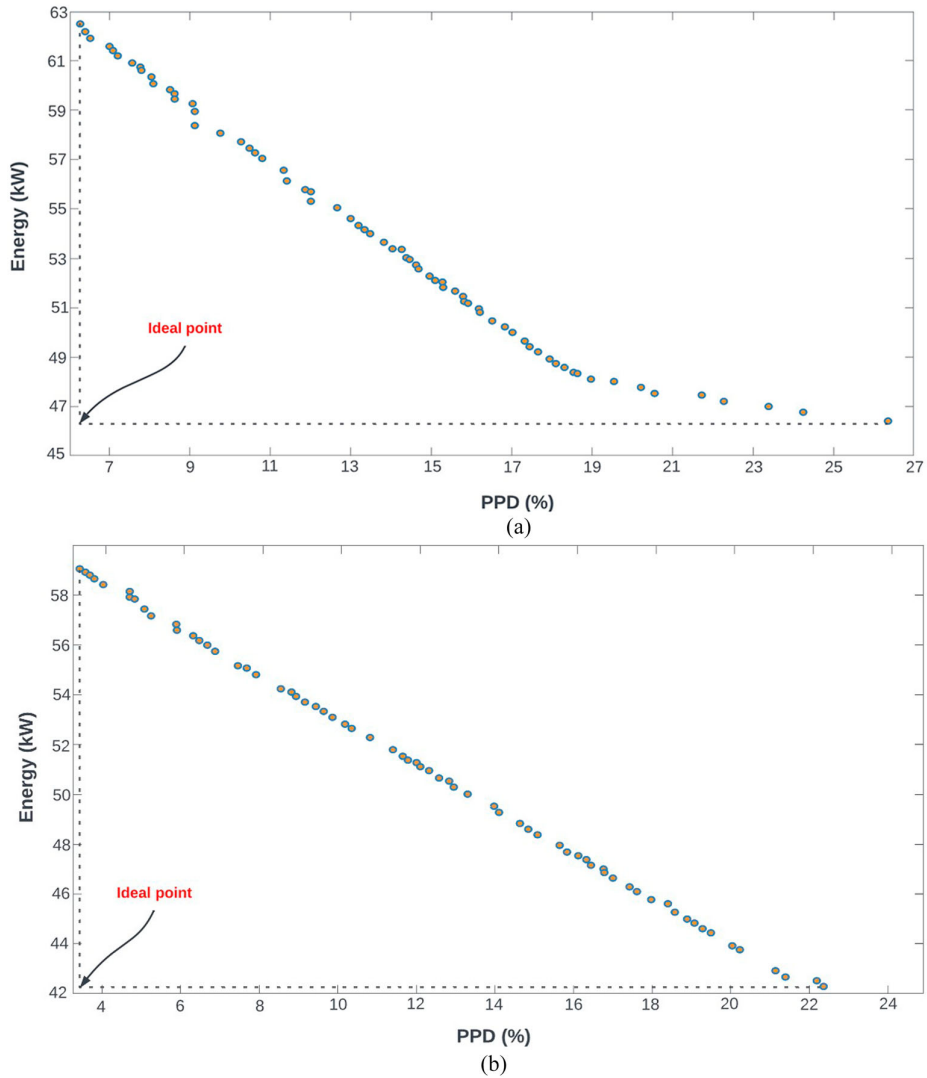 63
61
59
57
55
53
51
49
47
45
Energy (kW)
Ideal point
7 9 11 13 15 17 19 21 23 25 27
PPD (%)
(a)
58
56
54
52
50
48
46
44
42
Energy (kW)
Ideal point
4 6 8 10 12 14 16 18 20 22 24
PPD (%)
(b)